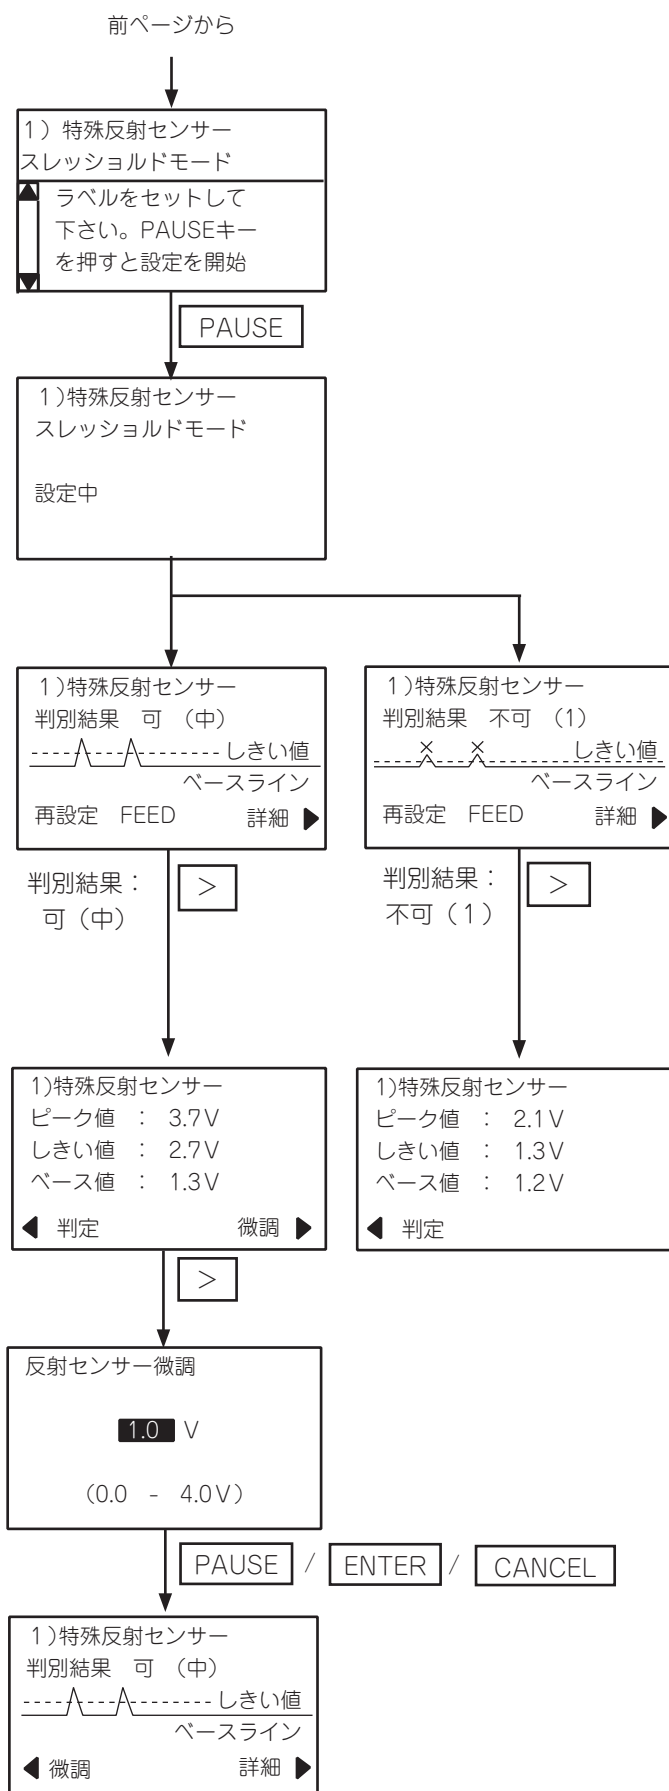 前ページから
1）特殊反射センサー
スレッショルドモード
ラベルをセットして
下さい。PAUSEキー
を押すと設定を開始
PAUSE
1）特殊反射センサー
スレッショルドモード
設定中
1）特殊反射センサー
判別結果　可　（中）
しきい値
ベースライン
再設定　FEED　詳細
1）特殊反射センサー
判別結果　不可　（1）
しきい値
ベースライン
再設定　FEED　詳細
判別結果：
可（中）
＞
判別結果：
不可（1）
＞
1)特殊反射センサー
ピーク値　：　3.7V
しきい値　：　2.7V
ベース値　：　1.3V
判定　微調
1)特殊反射センサー
ピーク値　：　2.1V
しきい値　：　1.3V
ベース値　：　1.2V
判定
＞
反射センサー微調
1.0　V
（0.0　-　4.0V）
PAUSE / ENTER / CANCEL
1）特殊反射センサー
判別結果　可　（中）
しきい値
ベースライン
微調　詳細